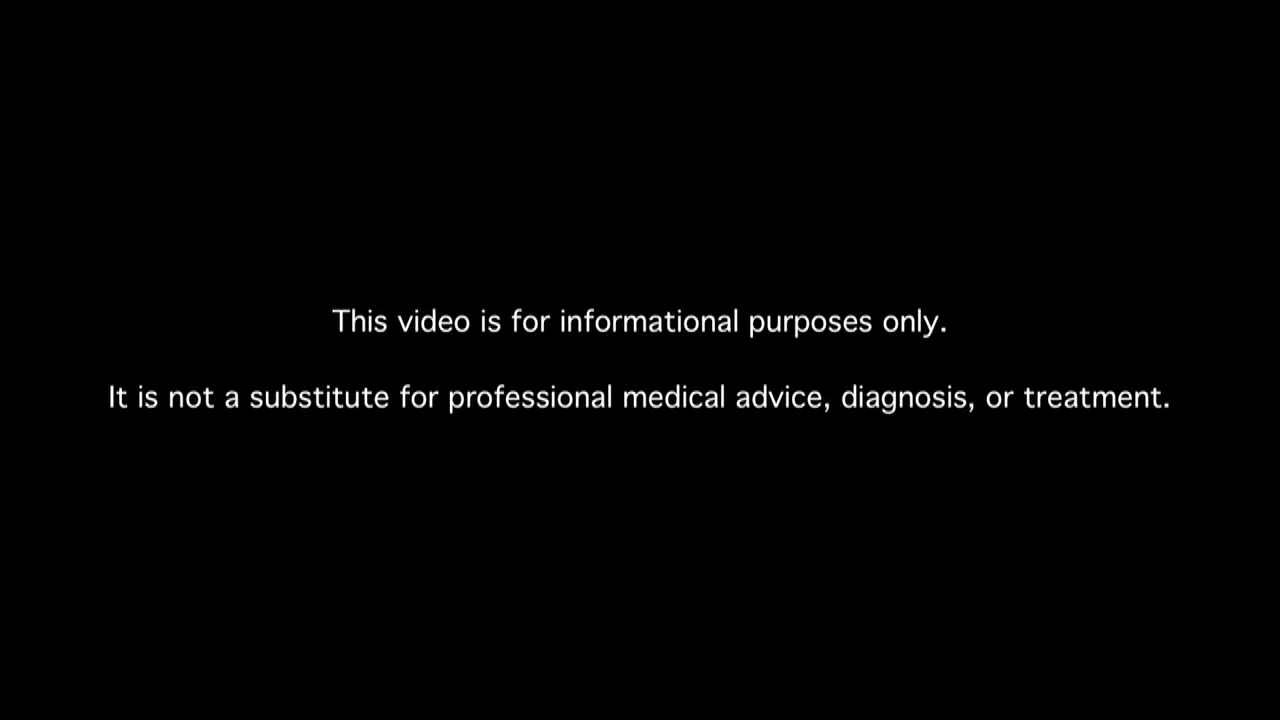 This video is for informational purposes only.
It is not a substitute for professional medical advice, diagnosis, or treatment.